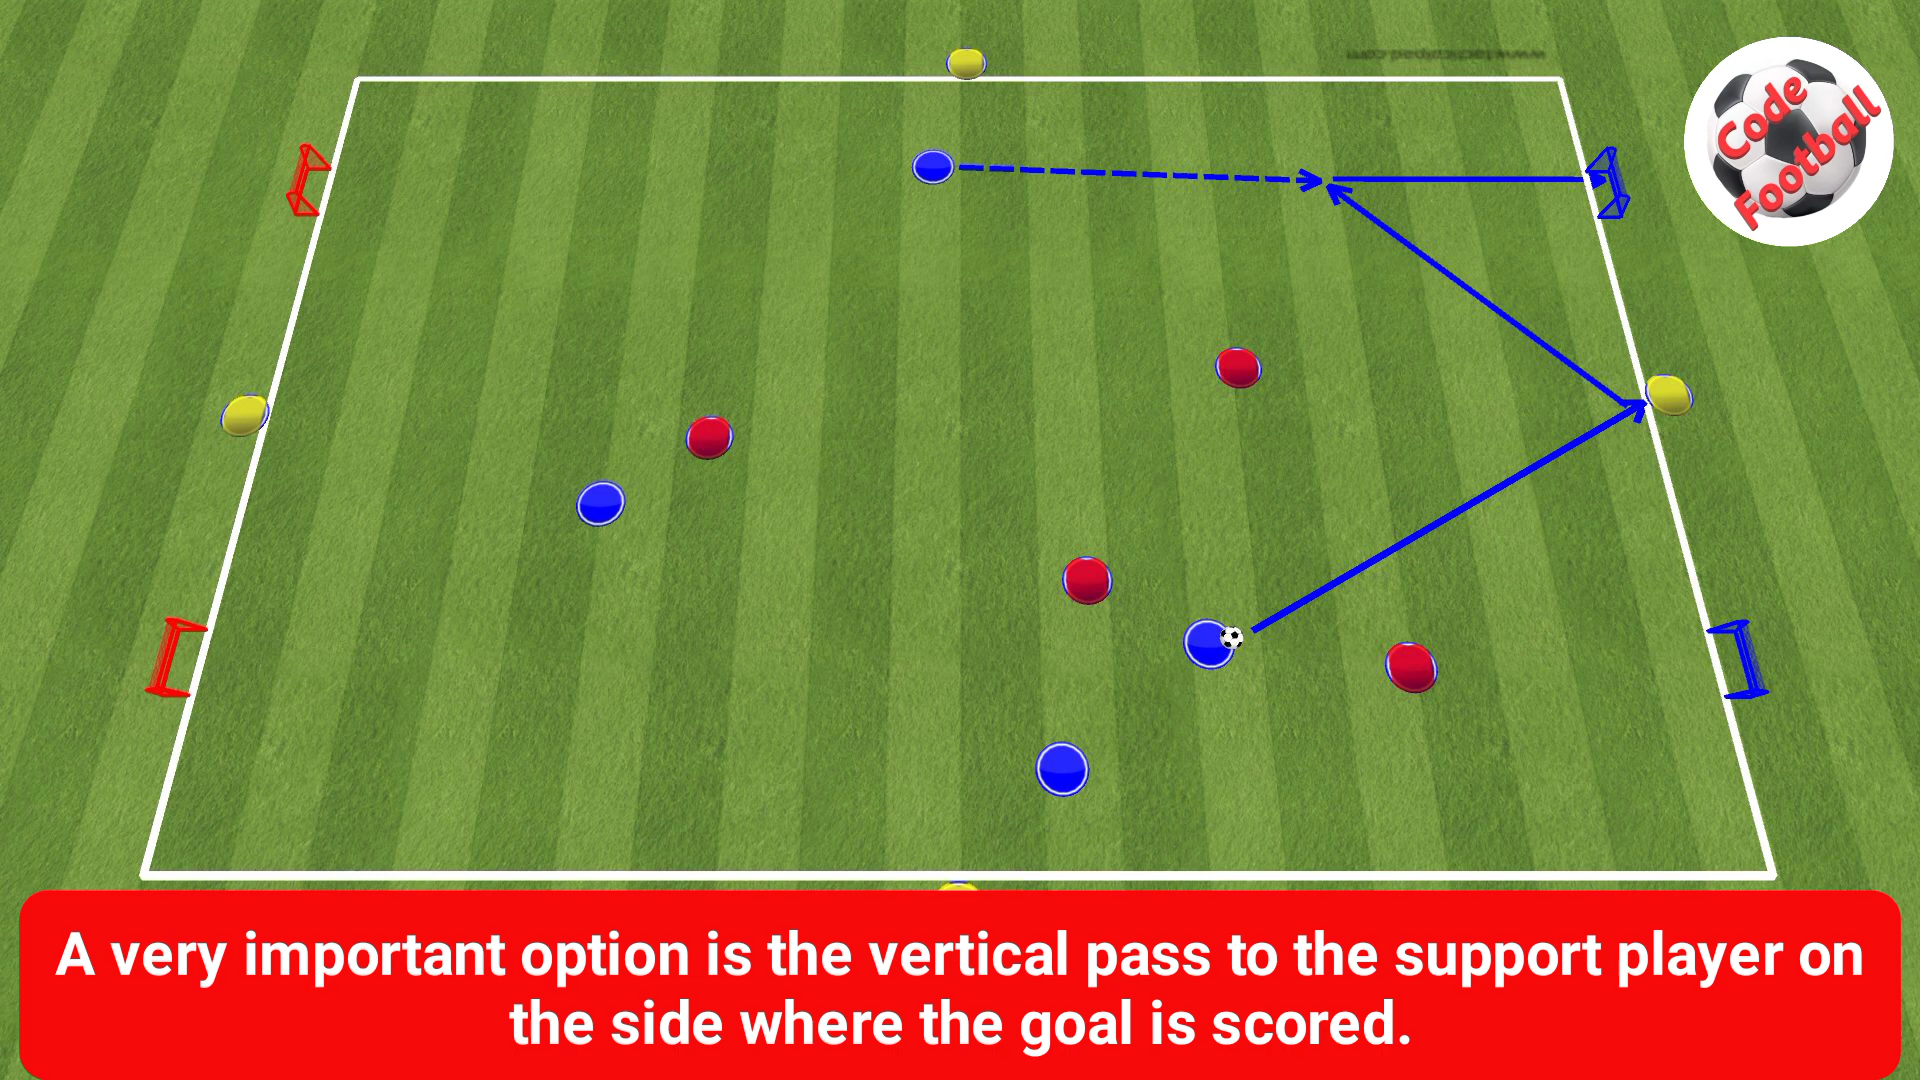 Code
Football
A very important option is the vertical pass to the support player on
the side where the goal is scored.